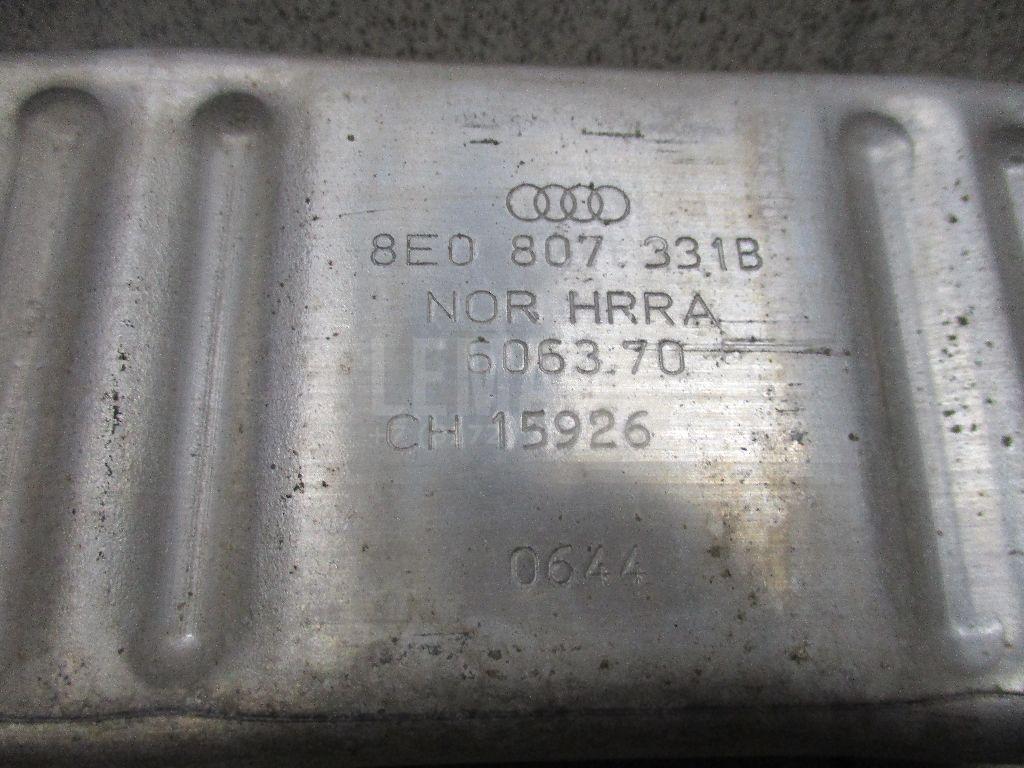 8E0 807 331B
NOR HRRA
6063.70
CH 15926
0644